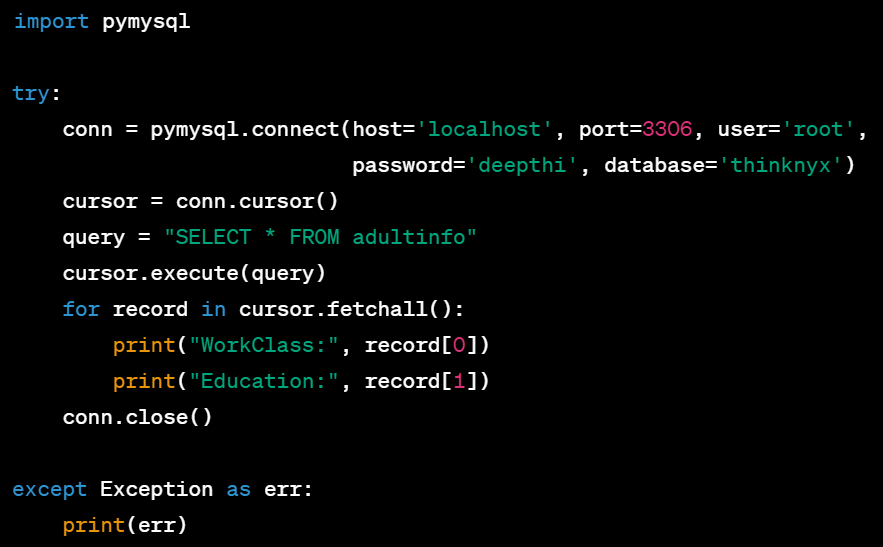 import pymysql
try:
    conn = pymysql.connect(host='localhost', port=3306, user='root',
                           password='deepthi', database='thinknyx')
    cursor = conn.cursor()
    query = "SELECT * FROM adultinfo"
    cursor.execute(query)
    for record in cursor.fetchall():
        print("WorkClass:", record[0])
        print("Education:", record[1])
    conn.close()
except Exception as err:
    print(err)